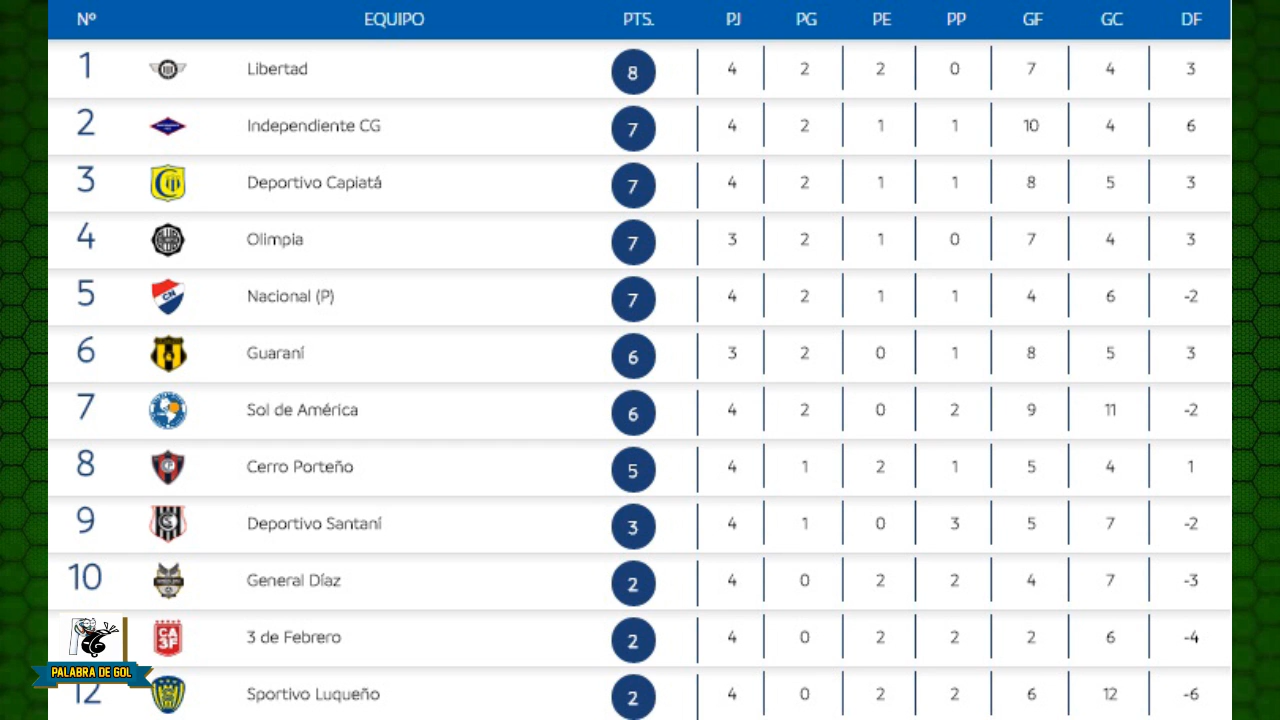 Nº EQUIPO PTS. PJ PG PE PP GF GC DF
1 Libertad 8 4 2 2 0 7 4 3
2 Independiente CG 7 4 2 1 1 10 4 6
3 Deportivo Capiatá 7 4 2 1 1 8 5 3
4 Olimpia 7 3 2 1 0 7 4 3
5 CN Nacional (P) 7 4 2 1 1 4 6 -2
6 Guaraní 6 3 2 0 1 8 5 3
7 Sol de América 6 4 2 0 2 9 11 -2
8 CP Cerro Porteño 5 4 1 2 1 5 4 1
9 Deportivo Santaní 3 4 1 0 3 5 7 -2
10 General Díaz 2 4 0 2 2 4 7 -3
CA 3F 3 de Febrero 2 4 0 2 2 2 6 -4
PALABRA DE GOL
12 Sportivo Luqueño 2 4 0 2 2 6 12 -6